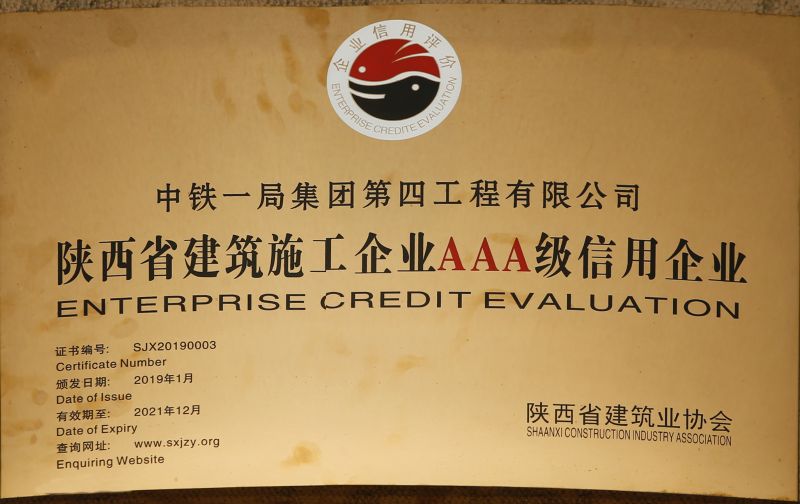 企业信用评价
ENTERPRISE CREDITE EVALUATION
中铁一局集团第四工程有限公司
陕西省建筑施工企业AAA级信用企业
ENTERPRISE CREDIT EVALUATION
证书编号: SJX20190003
Certificate Number
颁发日期: 2019年1月
Date of Issue
有效期至: 2021年12月
Date of Expiry
查询网址: www.sxjzy.org
Enquiring Website
陕西省建筑业协会
SHAANXI CONSTRUCTION INDUSTRY ASSOCIATION